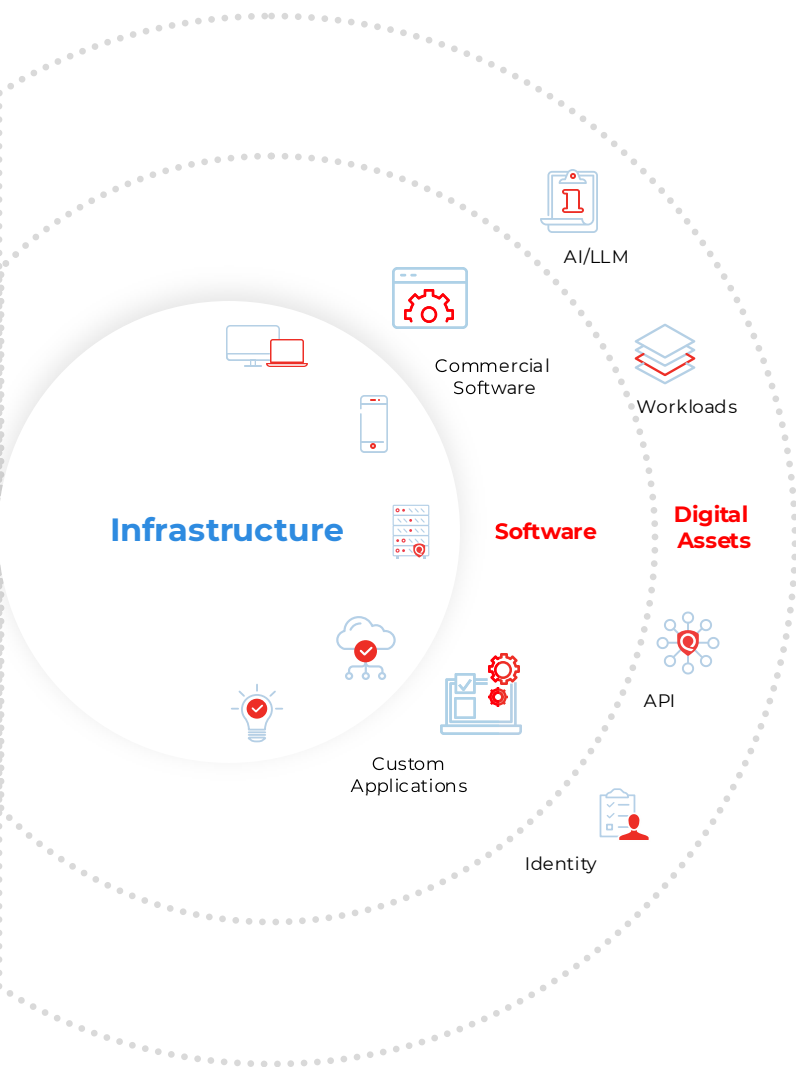 AI/LLM
Commercial
Software
Workloads
Infrastructure
Software
Digital
Assets
API
Custom
Applications
Identity